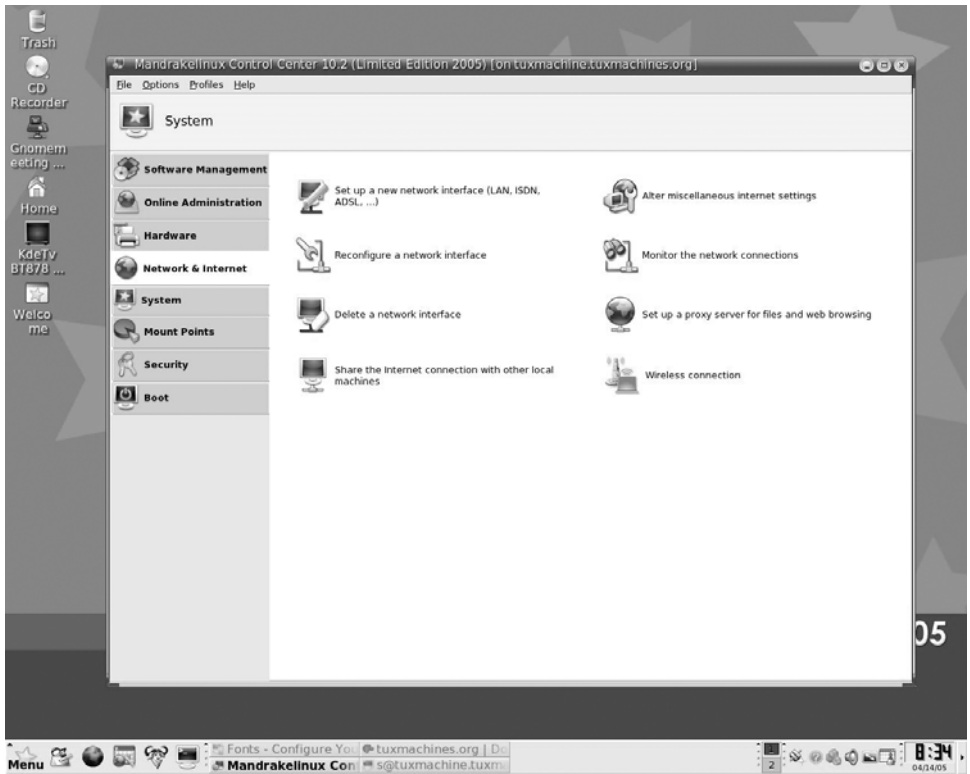 Trash
CD
Recorder
Gnomem
eeting ...
Home
KdeTv
BT878 ...
Welco
me
Mandrakelinux Control Center 10.2 (Limited Edition 2005) [on tuxmachine.tuxmachines.org]
File Options Profiles Help
System
Software Management
Online Administration
Hardware
Network & Internet
System
Mount Points
Security
Boot
Set up a new network interface (LAN, ISDN,
ADSL, ...)
Alter miscellaneous internet settings
Reconfigure a network interface
Monitor the network connections
Delete a network interface
Set up a proxy server for files and web browsing
Share the Internet connection with other local
machines
Wireless connection
05
Menu
Fonts - Configure You
tuxmachines.org | Do
Mandrakelinux Con
s@tuxmachine.tuxm
1
2
8:34
04/14/05